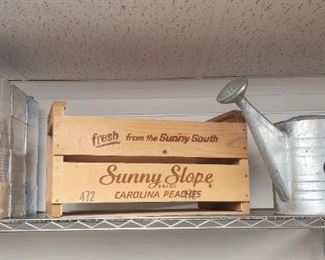 fresh from the Sunny South
Sunny Slope
BRAND
CAROLINA PEACHES
472